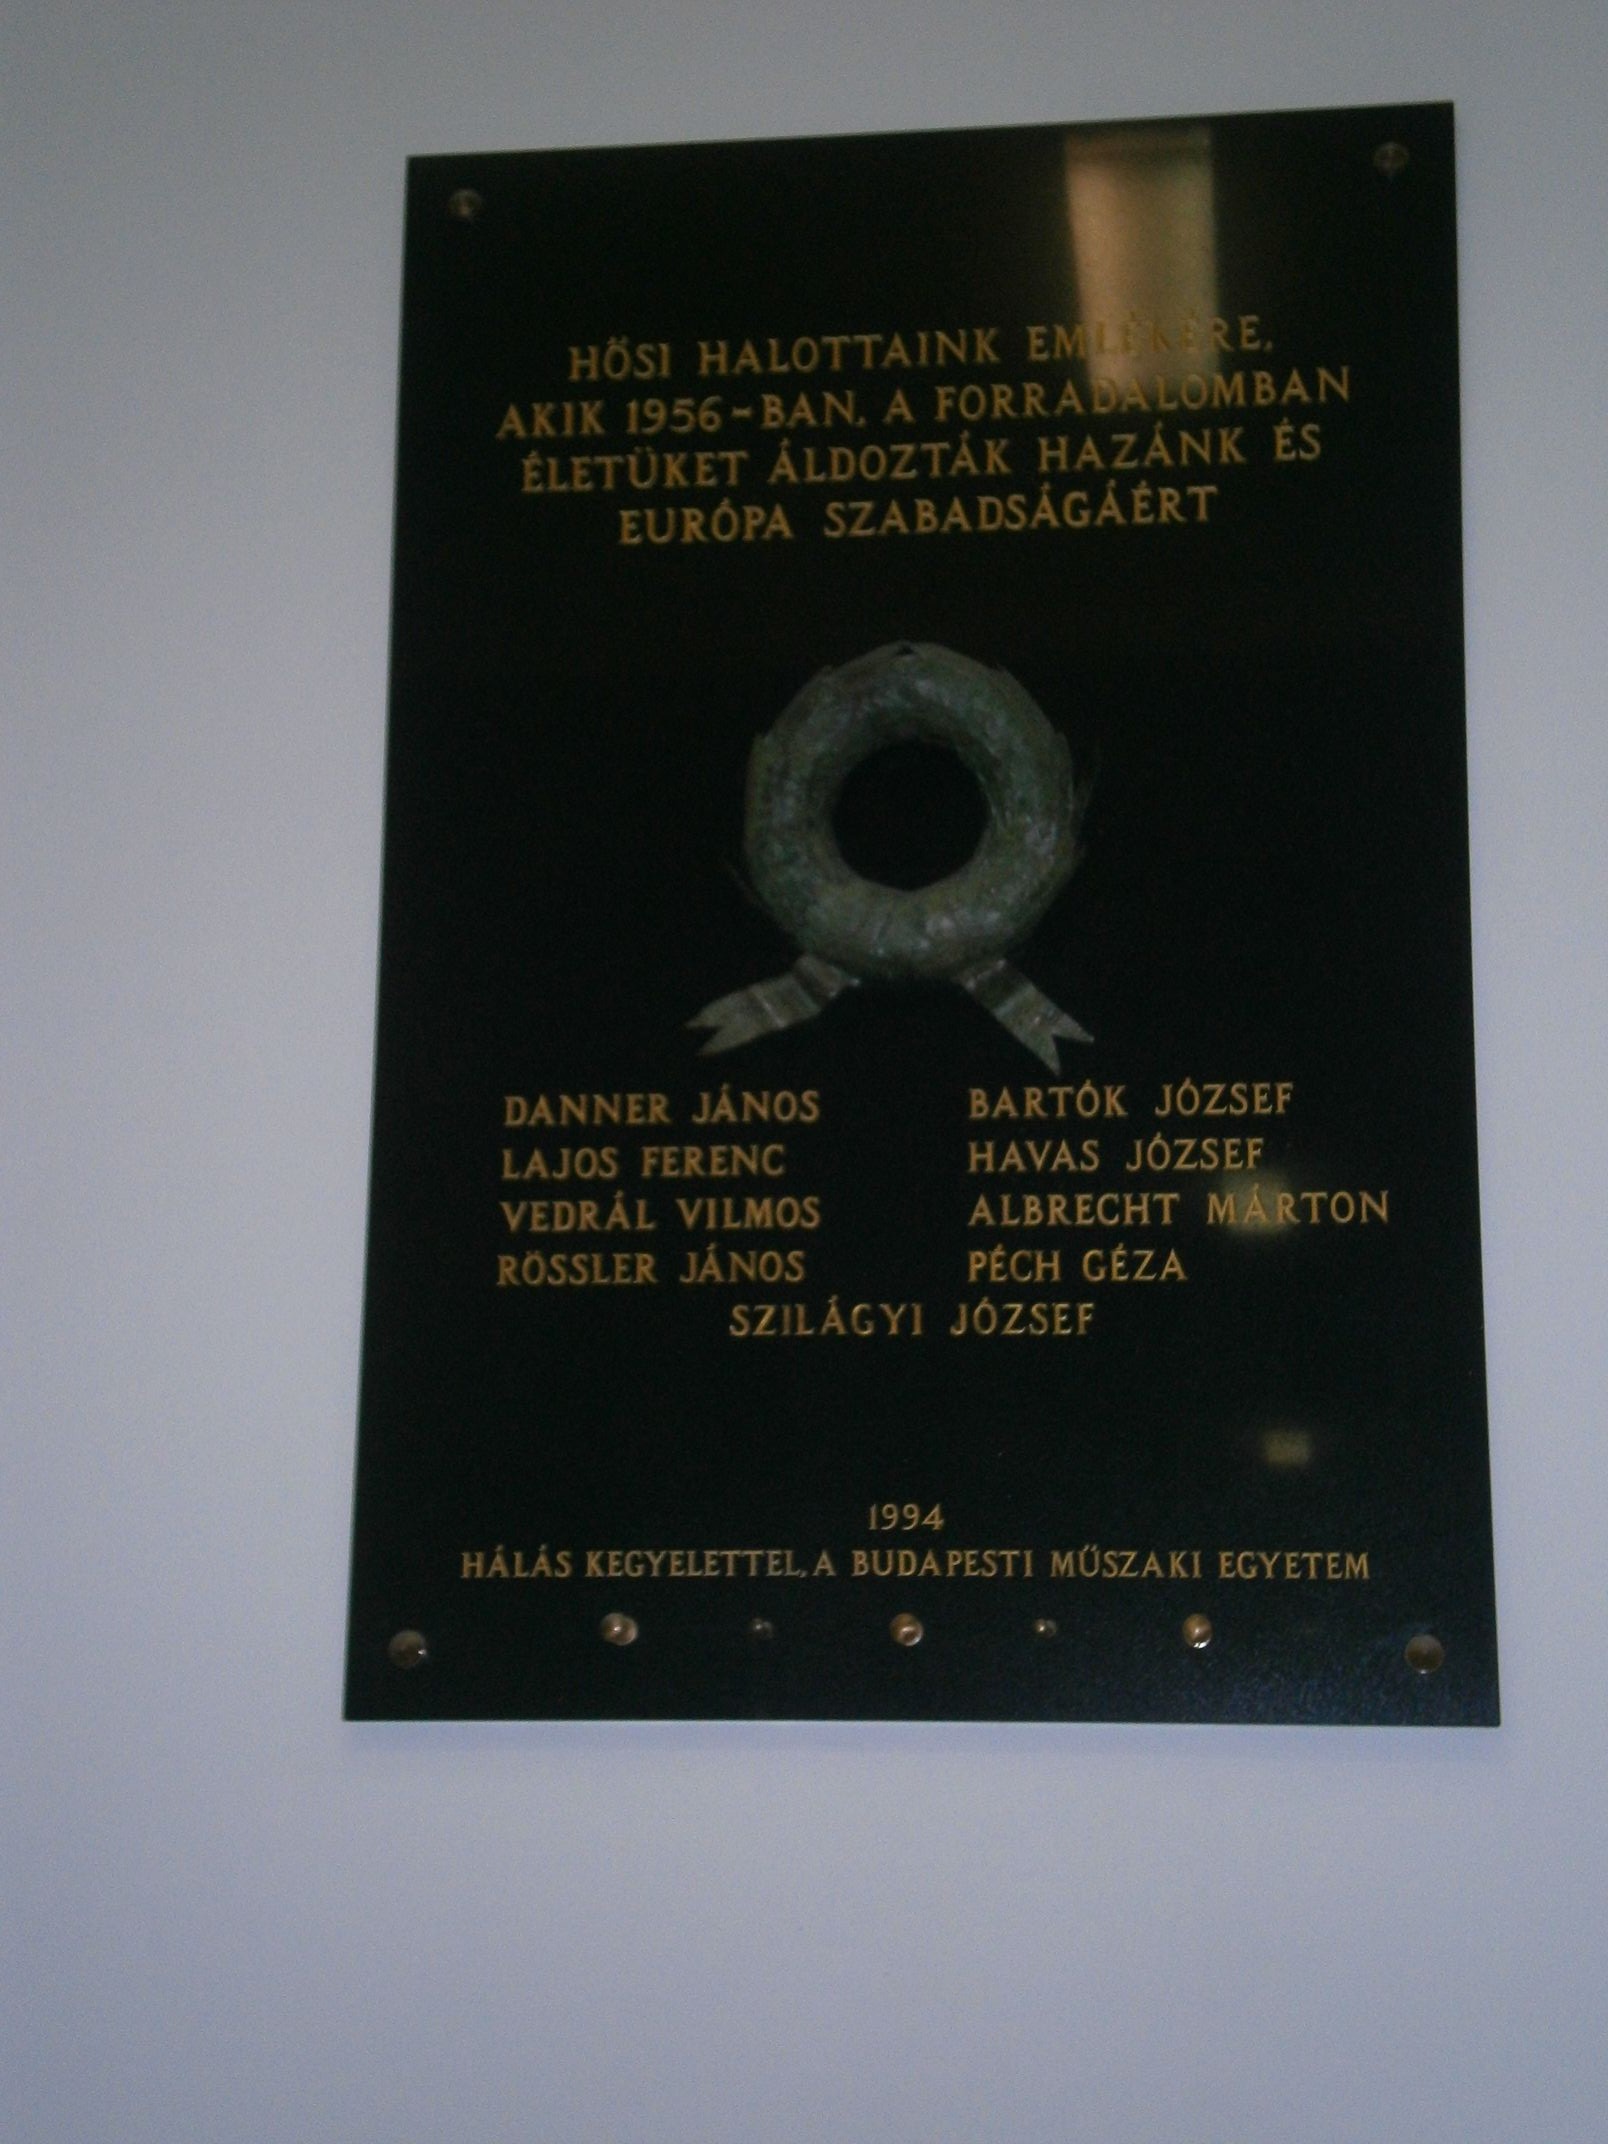 HŐSI HALOTTAINK EMLÉKÉRE,
AKIK 1956-BAN, A FORRADALOMBAN
ÉLETÜKET ÁLDOZTÁK HAZÁNK ÉS
EURÓPA SZABADSÁGÁÉRT
DANNER JÁNOS
LAJOS FERENC
VEDRÁL VILMOS
RÖSSLER JÁNOS
BARTÓK JÓZSEF
HAVAS JÓZSEF
ALBRECHT MÁRTON
PÉCH GÉZA
SZILÁGYI JÓZSEF
1994
HÁLÁS KEGYELETTEL, A BUDAPESTI MŰSZAKI EGYETEM